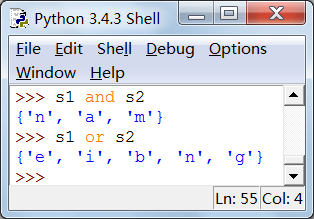 Python 3.4.3 Shell
File Edit Shell Debug Options
Window Help
>>> s1 and s2
{'n', 'a', 'm'}
>>> s1 or s2
{'e', 'i', 'b', 'n', 'g'}
>>>
Ln: 55 Col: 4